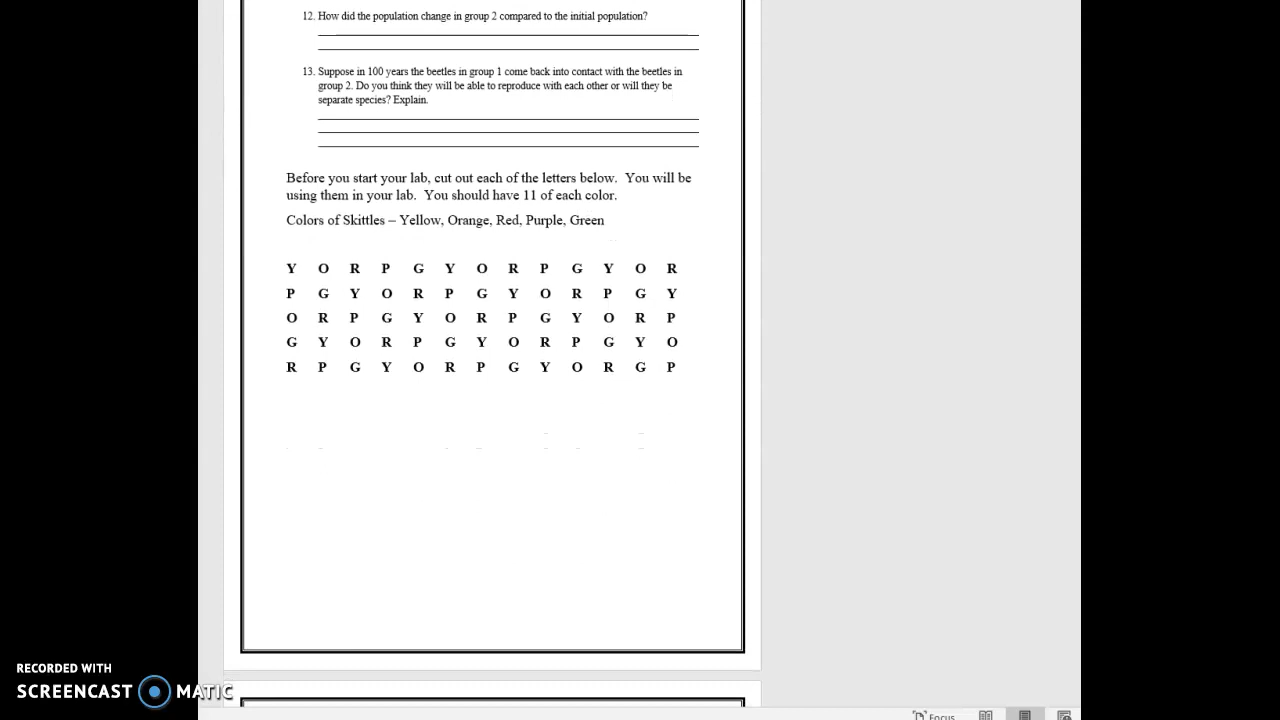 12. How did the population change in group 2 compared to the initial population?
13. Suppose in 100 years the beetles in group 1 come back into contact with the beetles in
group 2. Do you think they will be able to reproduce with each other or will they be
separate species? Explain.
Before you start your lab, cut out each of the letters below. You will be
using them in your lab. You should have 11 of each color.
Colors of Skittles – Yellow, Orange, Red, Purple, Green
Y O R P G Y O R P G Y O R
P G Y O R P G Y O R P G Y
O R P G Y O R P G Y O R P
G Y O R P G Y O R P G Y O
R P G Y O R P G Y O R G P
RECORDED WITH
SCREENCAST MATIC
Focus